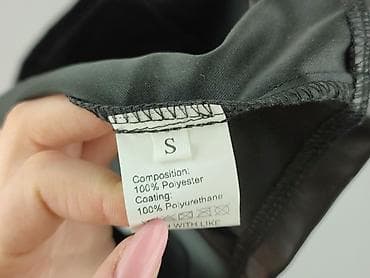 S
Composition:
100% Polyester
Coating:
100% Polyurethane
WITH LIKE